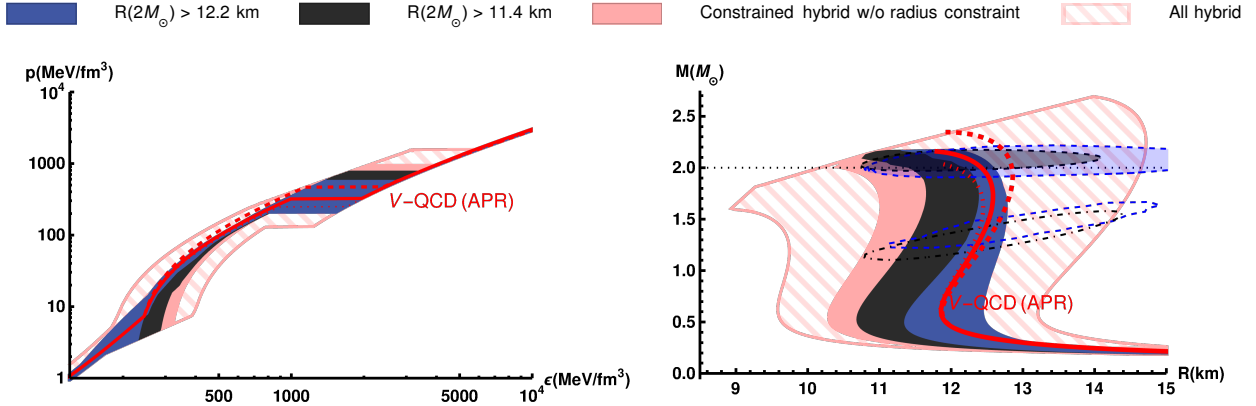 R(2M⊙) > 12.2 km
R(2M⊙) > 11.4 km
Constrained hybrid w/o radius constraint
All hybrid
p(MeV/fm³)
10⁴
1000
100
10
1
500
1000
10⁴
ϵ(MeV/fm³)
V−QCD (APR)
M(M⊙)
2.5
2.0
1.5
1.0
0.5
0.0
9
10
11
12
13
14
15
R(km)
V−QCD (APR)